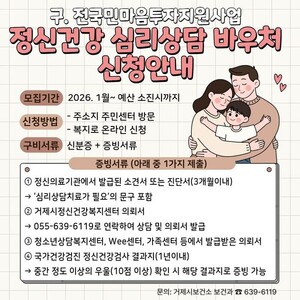 구. 전국민마음투자지원사업
정신건강 심리상담 바우처
신청안내
모집기간 2026. 1월~ 예산 소진시까지
신청방법 - 주소지 주민센터 방문
- 복지로 온라인 신청
구비서류 신분증 + 증빙서류
증빙서류 (아래 중 1가지 제출)
① 정신의료기관에서 발급된 소견서 또는 진단서(3개월이내)
→ '심리상담치료가 필요'의 문구 포함
② 거제시정신건강복지센터 의뢰서
→ 055-639-6119로 연락하여 상담 및 의뢰서 발급
③ 청소년상담복지센터, Wee센터, 가족센터 등에서 발급받은 의뢰서
④ 국가건강검진 정신건강검사 결과지(1년이내)
→ 중간 정도 이상의 우울(10점 이상) 확인 시 해당 결과지로 증빙 가능
문의: 거제시보건소 보건과 ☎ 639-6119